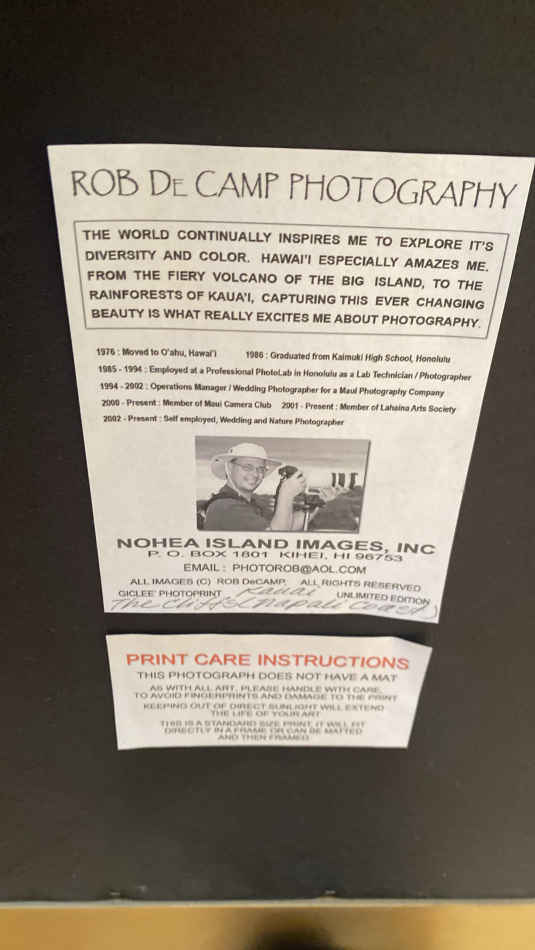 ROB DE CAMP PHOTOGRAPHY
THE WORLD CONTINUALLY INSPIRES ME TO EXPLORE IT'S
DIVERSITY AND COLOR. HAWAI'I ESPECIALLY AMAZES ME.
FROM THE FIERY VOLCANO OF THE BIG ISLAND, TO THE
RAINFORESTS OF KAUA'I, CAPTURING THIS EVER CHANGING
BEAUTY IS WHAT REALLY EXCITES ME ABOUT PHOTOGRAPHY.
1976 : Moved to O'ahu, Hawai'i 1986 : Graduated from Kaimuki High School, Honolulu
1985 - 1994 : Employed at a Professional PhotoLab in Honolulu as a Lab Technician / Photographer
1994 - 2002 : Operations Manager / Wedding Photographer for a Maui Photography Company
2000 - Present : Member of Maui Camera Club 2001 - Present : Member of Lahaina Arts Society
2002 - Present : Self employed, Wedding and Nature Photographer
NOHEA ISLAND IMAGES, INC
P. O. BOX 1801 KIHEI, HI 96753
EMAIL : PHOTOROB@AOL.COM
ALL IMAGES (C) ROB DeCAMP. ALL RIGHTS RESERVED
GICLEE' PHOTOPRINT Kauai UNLIMITED EDITION
The Cliffs (Napali Coast)
PRINT CARE INSTRUCTIONS
THIS PHOTOGRAPH DOES NOT HAVE A MAT
AS WITH ALL ART, PLEASE HANDLE WITH CARE,
TO AVOID FINGERPRINTS AND DAMAGE TO THE PRINT
KEEPING OUT OF DIRECT SUNLIGHT WILL EXTEND
THE LIFE OF YOUR ART
THIS IS A STANDARD SIZE PRINT, IT WILL FIT
DIRECTLY IN A FRAME OR CAN BE MATTED
AND THEN FRAMED